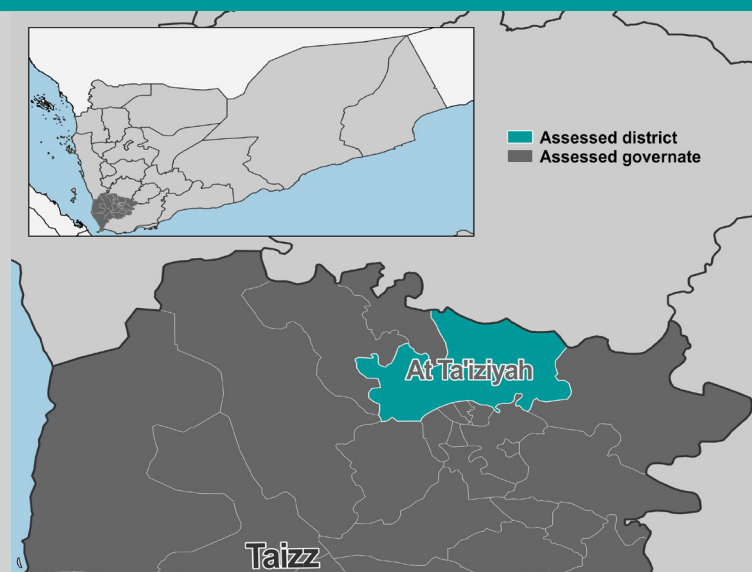 Assessed district
Assessed governate
At Ta'iziyah
Taizz